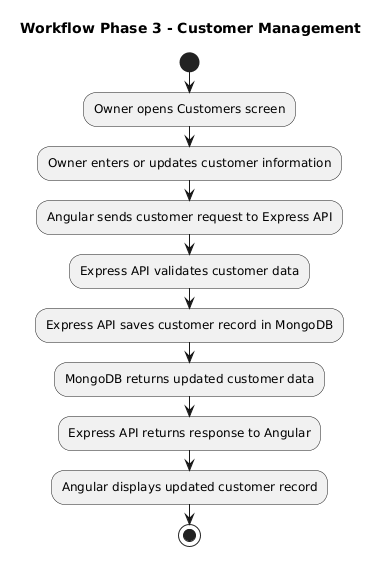 Workflow Phase 3 - Customer Management
Owner opens Customers screen
Owner enters or updates customer information
Angular sends customer request to Express API
Express API validates customer data
Express API saves customer record in MongoDB
MongoDB returns updated customer data
Express API returns response to Angular
Angular displays updated customer record